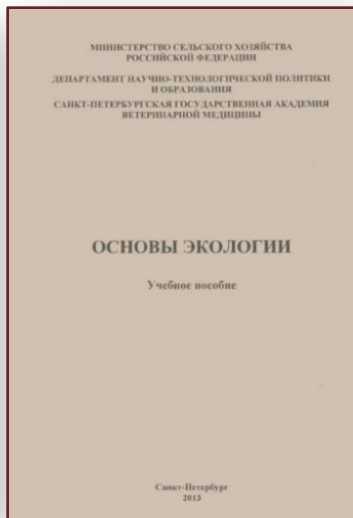 МИНИСТЕРСТВО СЕЛЬСКОГО ХОЗЯЙСТВА
РОССИЙСКОЙ ФЕДЕРАЦИИ
ДЕПАРТАМЕНТ НАУЧНО-ТЕХНОЛОГИЧЕСКОЙ ПОЛИТИКИ
И ОБРАЗОВАНИЯ
САНКТ-ПЕТЕРБУРГСКАЯ ГОСУДАРСТВЕННАЯ АКАДЕМИЯ
ВЕТЕРИНАРНОЙ МЕДИЦИНЫ
ОСНОВЫ ЭКОЛОГИИ
Учебное пособие
Санкт-Петербург
2013